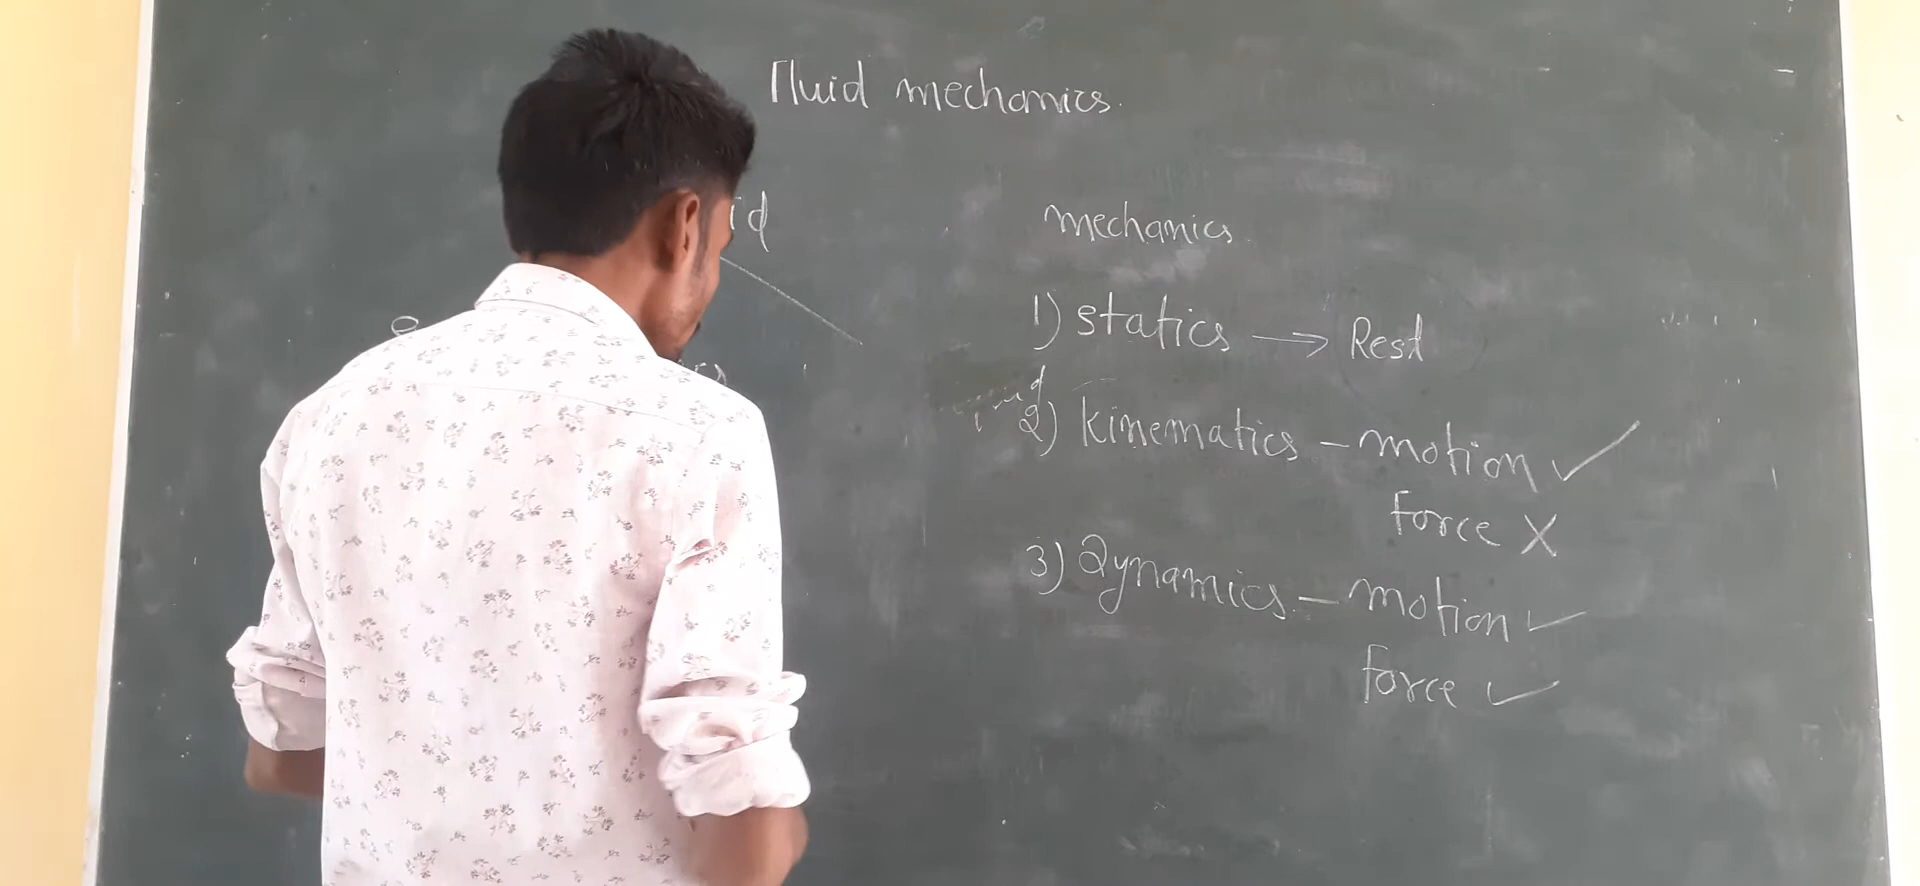 Fluid mechanics.
mechanics
1) statics → Rest
2) kinematics - motion ✓
force X
3) Dynamics - motion ✓
force ✓